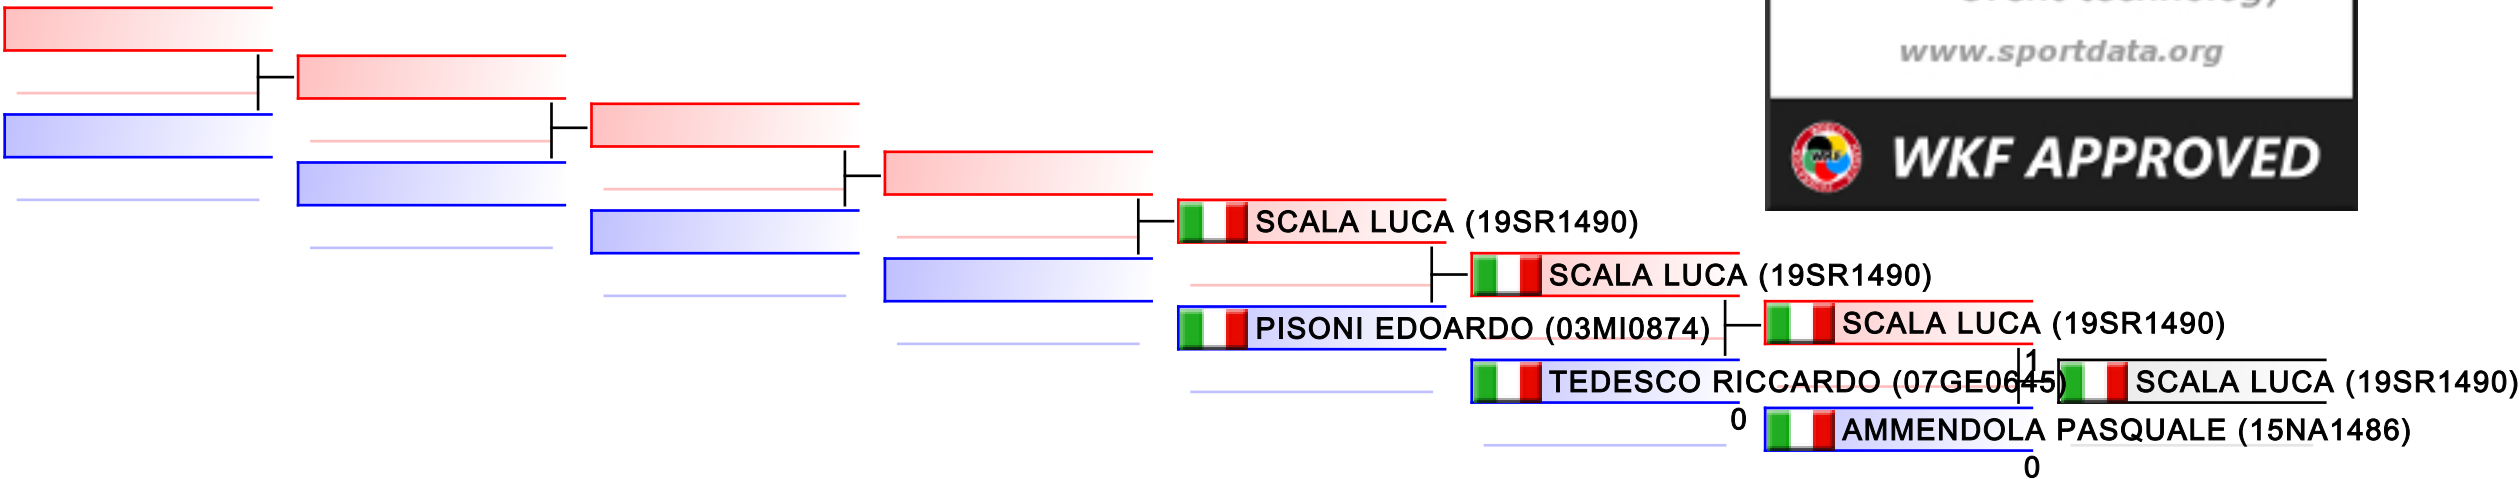 www.sportdata.org
WKF APPROVED
SCALA LUCA (19SR1490)
SCALA LUCA (19SR1490)
PISONI EDOARDO (03MI0874)
SCALA LUCA (19SR1490)
1
TEDESCO RICCARDO (07GE0645)
SCALA LUCA (19SR1490)
0
AMMENDOLA PASQUALE (15NA1486)
0